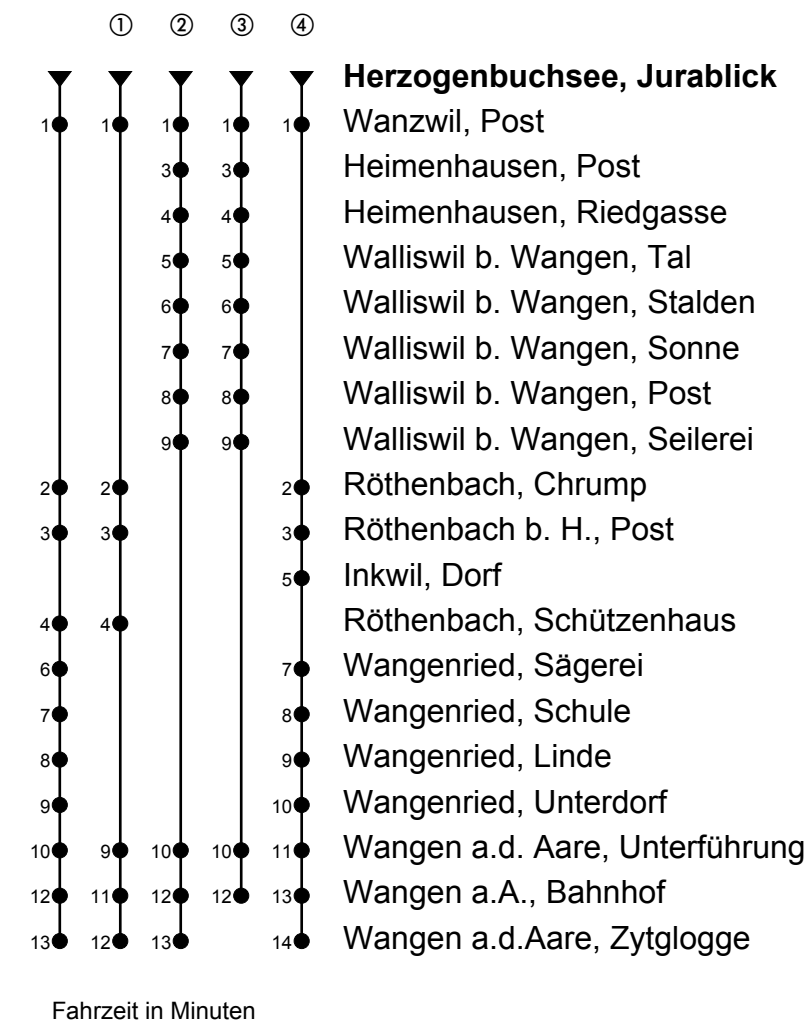 ① ② ③ ④
Herzogenbuchsee, Jurablick
1 1 1 1 1 Wanzwil, Post
3 3 Heimenhausen, Post
4 4 Heimenhausen, Riedgasse
5 5 Walliswil b. Wangen, Tal
6 6 Walliswil b. Wangen, Stalden
7 7 Walliswil b. Wangen, Sonne
8 8 Walliswil b. Wangen, Post
9 9 Walliswil b. Wangen, Seilerei
2 2 2 Röthenbach, Chrump
3 3 3 Röthenbach b. H., Post
5 Inkwil, Dorf
4 4 Röthenbach, Schützenhaus
6 7 Wangenried, Sägerei
7 8 Wangenried, Schule
8 9 Wangenried, Linde
9 10 Wangenried, Unterdorf
10 9 10 10 11 Wangen a.d. Aare, Unterführung
12 11 12 12 13 Wangen a.A., Bahnhof
13 12 13 14 Wangen a.d.Aare, Zytglogge
Fahrzeit in Minuten